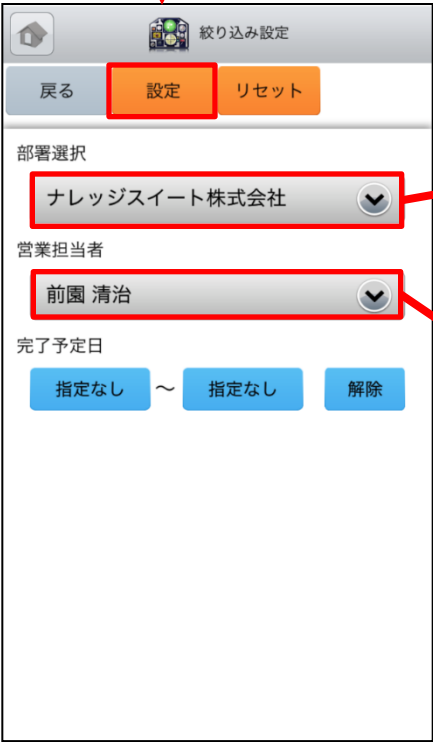 絞り込み設定
戻る 設定 リセット
部署選択
ナレッジスイート株式会社
営業担当者
前園 清治
完了予定日
指定なし ～ 指定なし 解除